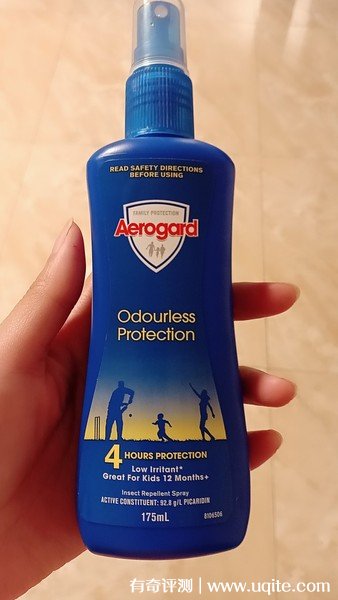 READ SAFETY DIRECTIONS
BEFORE USING
FAMILY PROTECTION
Aerogard
Odourless
Protection
4 HOURS PROTECTION
Low Irritant*
Great For Kids 12 Months+
Insect Repellent Spray
ACTIVE CONSTITUENT: 92.8 g/L PICARIDIN
175mL
8106506
有奇评测 | www.uqite.com